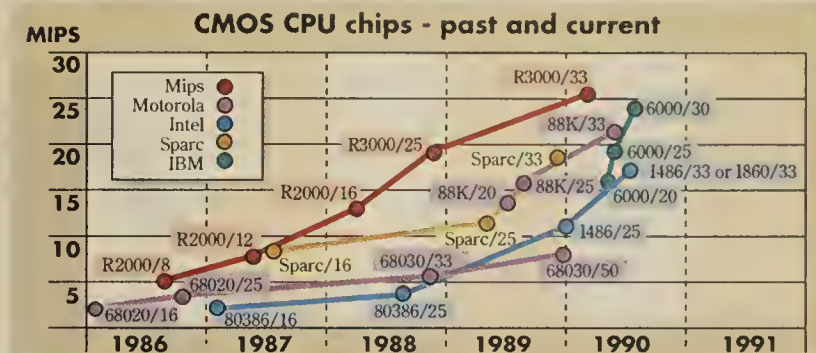 CMOS CPU chips - past and current
MIPS
30
25
20
15
10
5
Mips
Motorola
Intel
Sparc
IBM
R3000/33
6000/30
88K/33
R3000/25
Sparc/33
6000/25
I486/33 or 1860/33
R2000/16
88K/20
88K/25
6000/20
R2000/12
Sparc/25
I486/25
R2000/8
Sparc/16
68030/33
68020/25
68030/50
68020/16
80386/16
80386/25
1986
1987
1988
1989
1990
1991